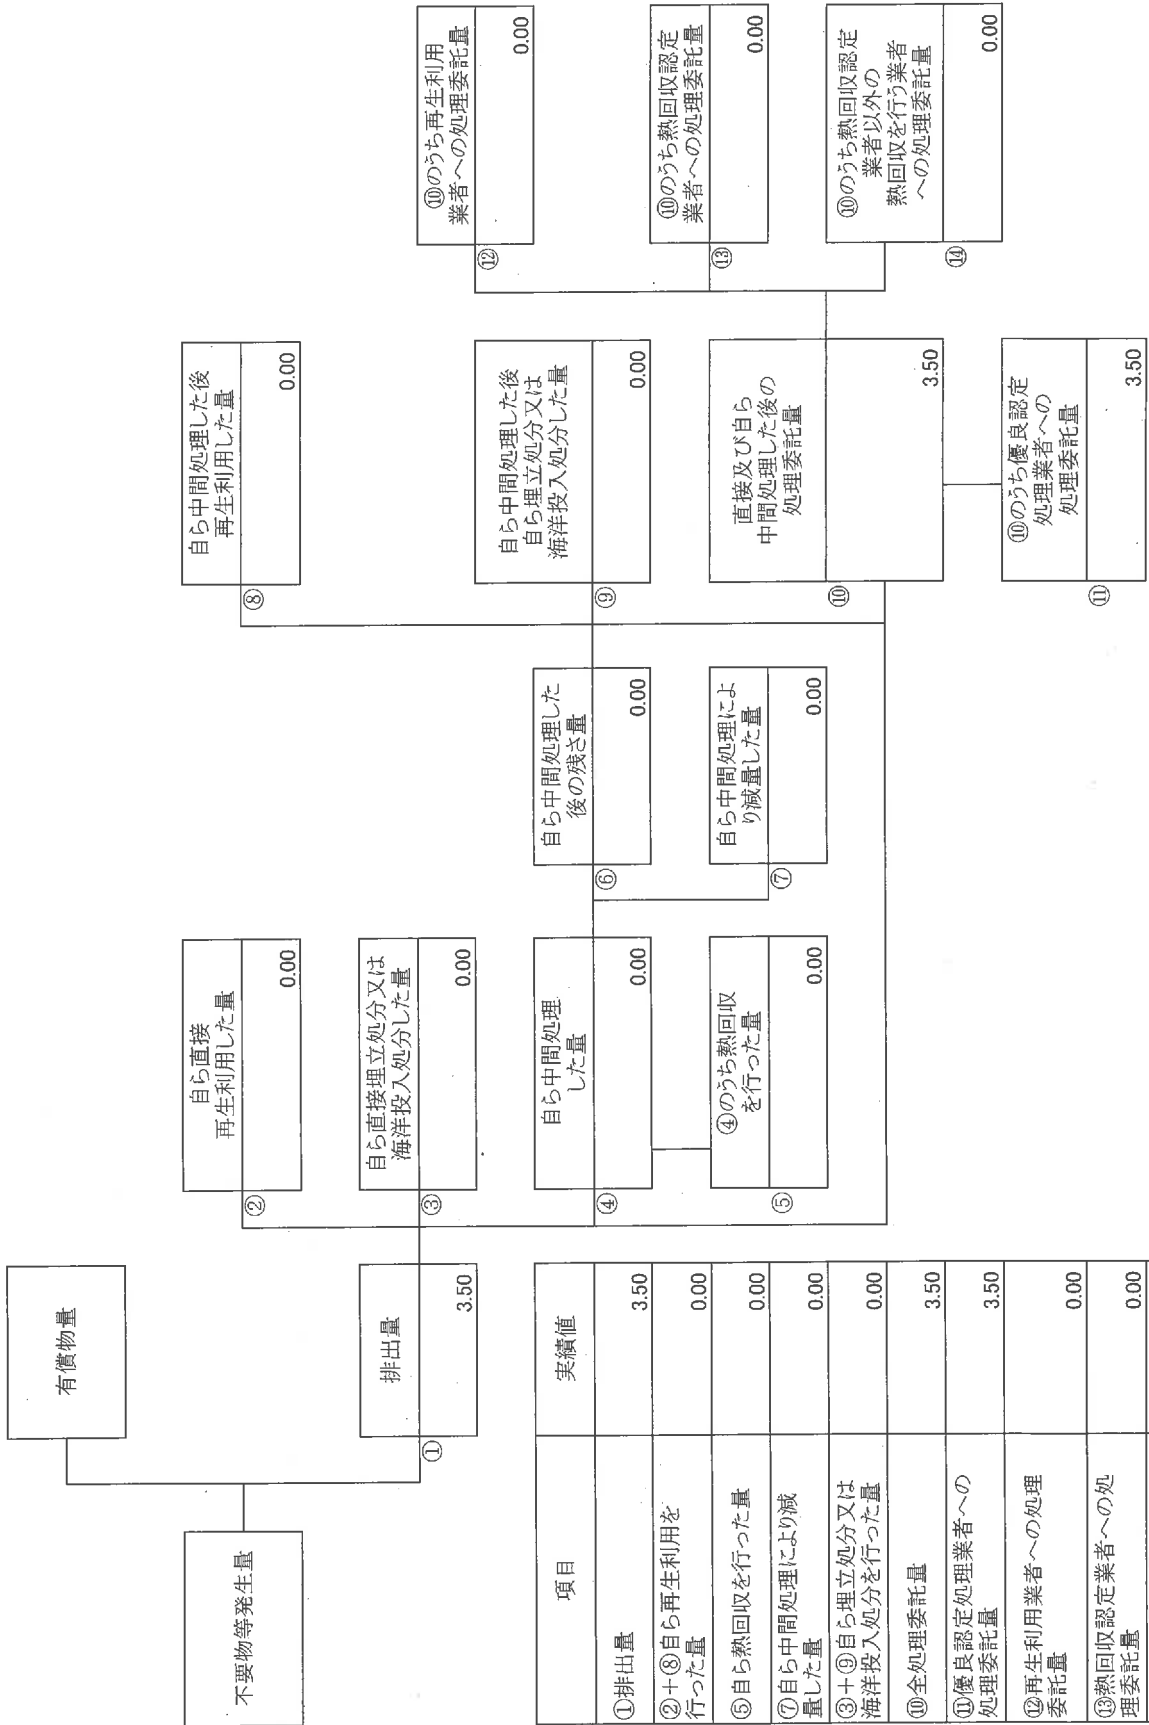 不要物等発生量
有償物量
排出量
①
3.50
自ら直接
再生利用した量
②
0.00
自ら直接埋立処分又は
海洋投入処分した量
③
0.00
自ら中間処理
した量
④
0.00
④のうち熱回収
を行った量
⑤
0.00
自ら中間処理した
後の残さ量
⑥
0.00
自ら中間処理によ
り減量した量
⑦
0.00
自ら中間処理した後
再生利用した量
⑧
0.00
自ら中間処理した後
自ら埋立処分又は
海洋投入処分した量
⑨
0.00
直接及び自ら
中間処理した後の
処理委託量
⑩
3.50
⑩のうち優良認定
処理業者への
処理委託量
⑪
3.50
⑩のうち再生利用
業者への処理委託量
⑫
0.00
⑩のうち熱回収認定
業者への処理委託量
⑬
0.00
⑩のうち熱回収認定
業者以外の
熱回収を行う業者
への処理委託量
⑭
0.00
項目 実績値
①排出量 3.50
②＋⑧自ら再生利用を
行った量 0.00
⑤自ら熱回収を行った量 0.00
⑦自ら中間処理により減
量した量 0.00
③＋⑨自ら埋立処分又は
海洋投入処分を行った量 0.00
⑩全処理委託量 3.50
⑪優良認定処理業者への
処理委託量 3.50
⑫再生利用業者への処理
委託量 0.00
⑬熱回収認定業者への処
理委託量 0.00